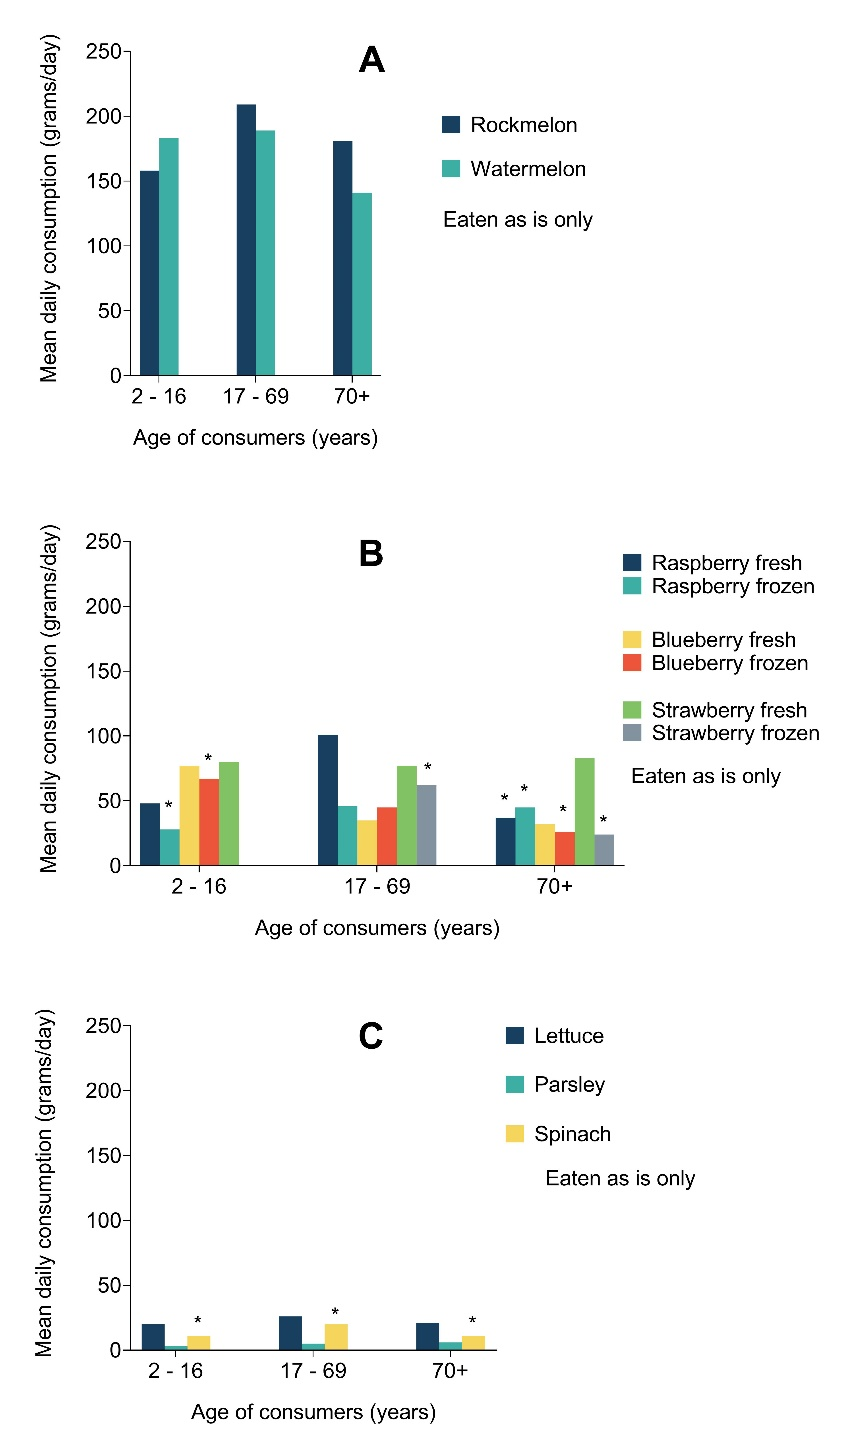 A
Mean daily consumption (grams/day)
250
200
150
100
50
0
2 - 16
17 - 69
70+
Age of consumers (years)
Rockmelon
Watermelon
Eaten as is only
B
Mean daily consumption (grams/day)
250
200
150
100
50
0
*
*
*
*
*
*
*
2 - 16
17 - 69
70+
Age of consumers (years)
Raspberry fresh
Raspberry frozen
Blueberry fresh
Blueberry frozen
Strawberry fresh
Strawberry frozen
Eaten as is only
C
Mean daily consumption (grams/day)
250
200
150
100
50
0
*
*
*
2 - 16
17 - 69
70+
Age of consumers (years)
Lettuce
Parsley
Spinach
Eaten as is only